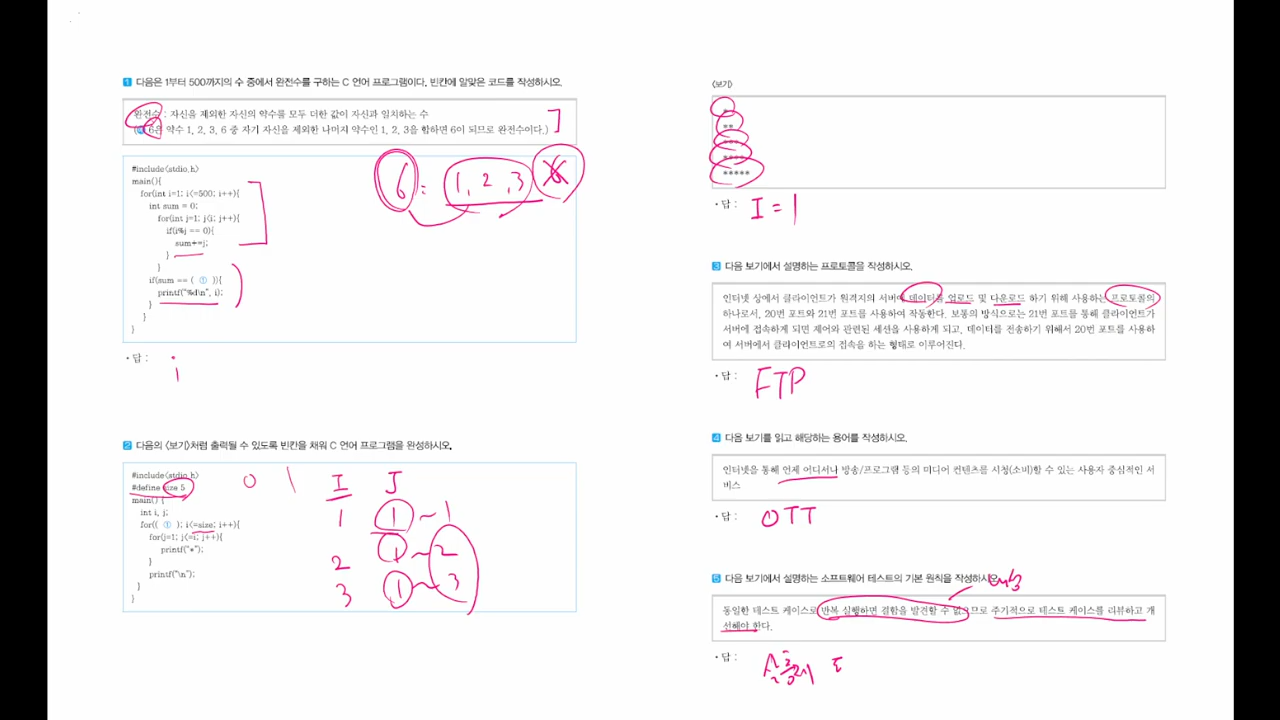 1 다음은 1부터 500까지의 수 중에서 완전수를 구하는 C 언어 프로그램이다. 빈칸에 알맞은 코드를 작성하시오.
완전수 : 자신을 제외한 자신의 약수를 모두 더한 값이 자신과 일치하는 수
6은 약수 1, 2, 3, 6 중 자기 자신을 제외한 나머지 약수인 1, 2, 3을 합하면 6이 되므로 완전수이다.)
#include<stdio.h>
main(){
for(int i=1; i<=500; i++){
int sum = 0;
for(int j=1; j<i; j++){
if(i%j == 0){
sum+=j;
}
}
if(sum == ( ① )){
printf("%d\n", i);
}
}
}
6 : 1, 2, 3
• 답 :
i
2 다음의 <보기>처럼 출력될 수 있도록 빈칸을 채워 C 언어 프로그램을 완성하시오.
#include<stdio.h>
#define size 5
main() {
int i, j;
for(( ① ); i<=size; i++){
for(j=1; j<=i; j++){
printf("*");
}
printf("\n");
}
}
0 1
I J
1 1 ~ 1
2 1 ~ 2
3 1 ~ 3
<보기>
*
**
***
****
*****
• 답 : I = 1
3 다음 보기에서 설명하는 프로토콜을 작성하시오.
인터넷 상에서 클라이언트가 원격지의 서버에 데이터를 업로드 및 다운로드 하기 위해 사용하는 프로토콜의
하나로서, 20번 포트와 21번 포트를 사용하여 작동한다. 보통의 방식으로는 21번 포트를 통해 클라이언트가
서버에 접속하게 되면 제어와 관련된 세션을 사용하게 되고, 데이터를 전송하기 위해서 20번 포트를 사용하
여 서버에서 클라이언트로의 접속을 하는 형태로 이루어진다.
• 답 : FTP
4 다음 보기를 읽고 해당하는 용어를 작성하시오.
인터넷을 통해 언제 어디서나 방송/프로그램 등의 미디어 컨텐츠를 시청(소비)할 수 있는 사용자 중심적인 서
비스
• 답 : OTT
5 다음 보기에서 설명하는 소프트웨어 테스트의 기본 원칙을 작성하시오.
동일한 테스트 케이스로 반복 실행하면 결함을 발견할 수 없으므로 주기적으로 테스트 케이스를 리뷰하고 개
선해야 한다.
• 답 :